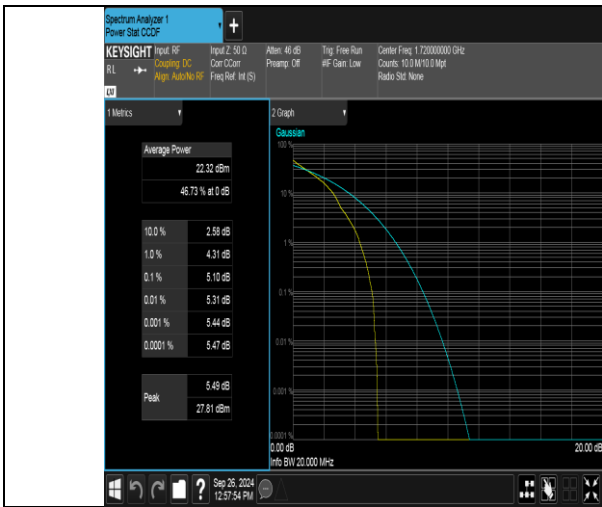 Spectrum Analyzer 1
Power Stat CCDF
+
KEYSIGHT
R L
LXI
Input: RF
Coupling: DC
Align: Auto/No RF
Input Z: 50 Ω
Corr CCorr
Freq Ref: Int (S)
Atten: 46 dB
Preamp: Off
Trig: Free Run
#IF Gain: Low
Center Freq: 1.720000000 GHz
Counts: 10.0 M/10.0 Mpt
Radio Std: None
1 Metrics
Average Power
22.32 dBm
46.73 % at 0 dB
10.0 % 2.58 dB
1.0 % 4.31 dB
0.1 % 5.10 dB
0.01 % 5.31 dB
0.001 % 5.44 dB
0.0001 % 5.47 dB
Peak
5.49 dB
27.81 dBm
2 Graph
Gaussian
100 %
10 %
1 %
0.1 %
0.01 %
0.001 %
0.0001 %
0.00 dB
20.00 dB
Info BW 20.000 MHz
?
Sep 26, 2024
12:57:54 PM